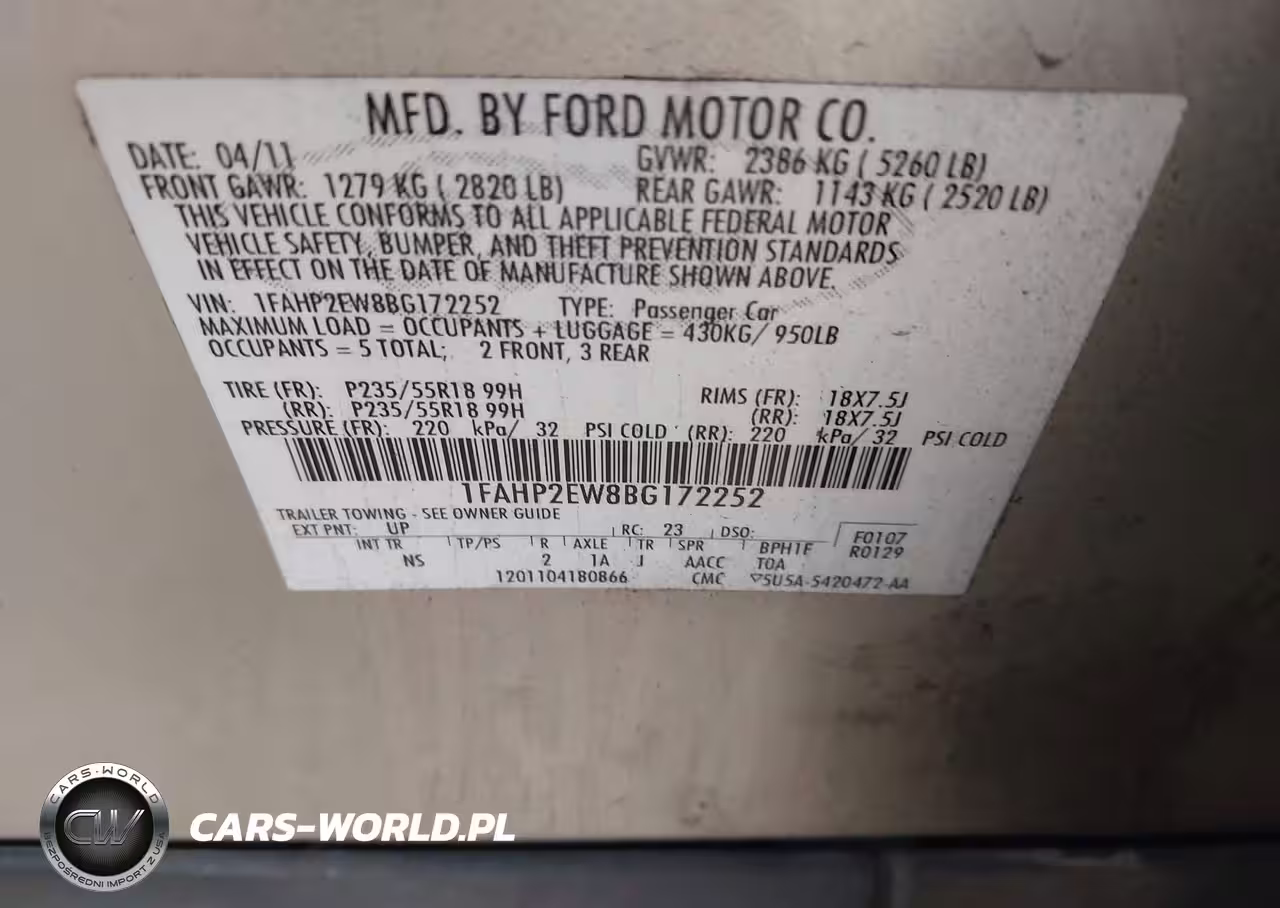 MFD. BY FORD MOTOR CO.
DATE: 04/11 GVWR: 2386 KG ( 5260 LB)
FRONT GAWR: 1279 KG ( 2820 LB) REAR GAWR: 1143 KG ( 2520 LB)
THIS VEHICLE CONFORMS TO ALL APPLICABLE FEDERAL MOTOR
VEHICLE SAFETY, BUMPER, AND THEFT PREVENTION STANDARDS
IN EFFECT ON THE DATE OF MANUFACTURE SHOWN ABOVE.
VIN: 1FAHP2EW8BG172252 TYPE: Passenger Car
MAXIMUM LOAD = OCCUPANTS + LUGGAGE = 430KG/ 950LB
OCCUPANTS = 5 TOTAL; 2 FRONT, 3 REAR
TIRE (FR): P235/55R18 99H RIMS (FR): 18X7.5J
(RR): P235/55R18 99H (RR): 18X7.5J
PRESSURE (FR): 220 kPa/ 32 PSI COLD (RR): 220 kPa/ 32 PSI COLD
1FAHP2EW8BG172252
TRAILER TOWING - SEE OWNER GUIDE
EXT PNT: UP RC: 23 DSO: F0107
INT TR TP/PS R AXLE TR SPR BPH1F R0129
NS 2 1A J AACC TOA
1201104180866 CMC 5U5A-5420472-AA
CARS-WORLD
CW
BEZPOŚREDNI IMPORT Z USA
CARS-WORLD.PL